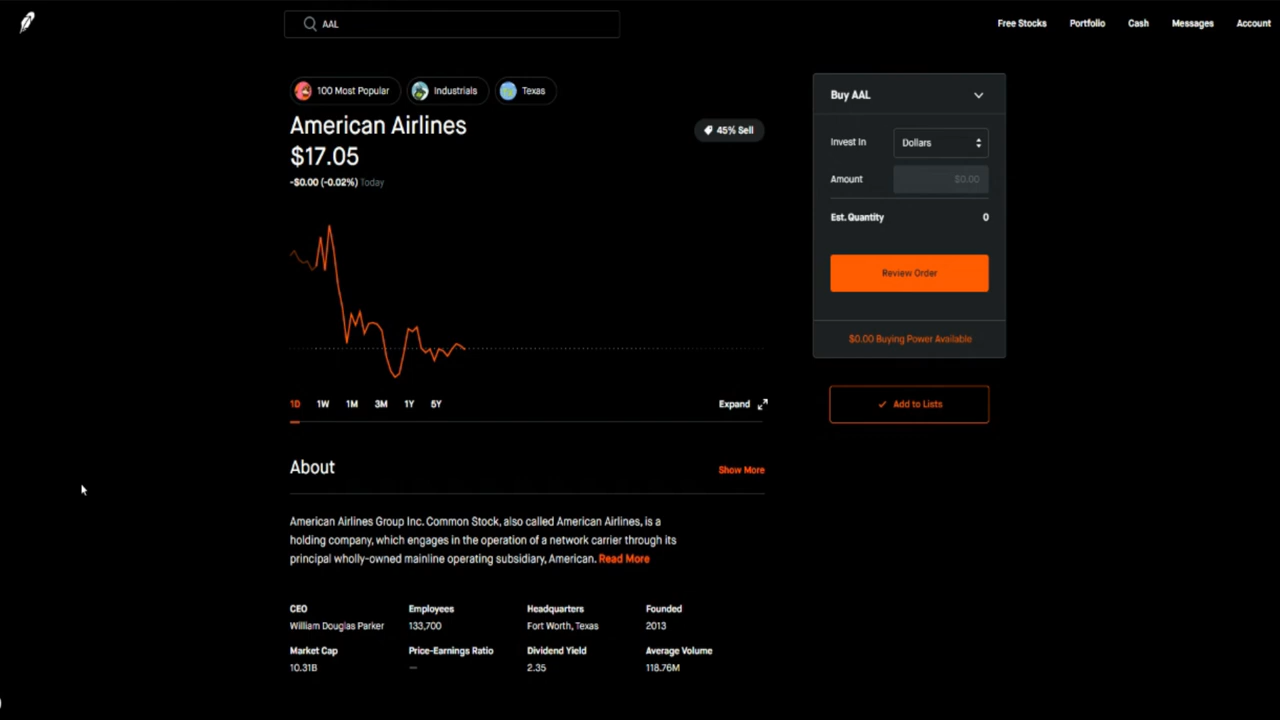 AAL
Free Stocks Portfolio Cash Messages Account
100 Most Popular Industrials Texas
American Airlines
$17.05
-$0.00 (-0.02%) Today
45% Sell
1D 1W 1M 3M 1Y 5Y
Expand
Buy AAL
Invest In Dollars
Amount $0.00
Est. Quantity 0
Review Order
$0.00 Buying Power Available
Add to Lists
About
Show More
American Airlines Group Inc. Common Stock, also called American Airlines, is a
holding company, which engages in the operation of a network carrier through its
principal wholly-owned mainline operating subsidiary, American. Read More
CEO Employees Headquarters Founded
William Douglas Parker 133,700 Fort Worth, Texas 2013
Market Cap Price-Earnings Ratio Dividend Yield Average Volume
10.31B — 2.35 118.76M